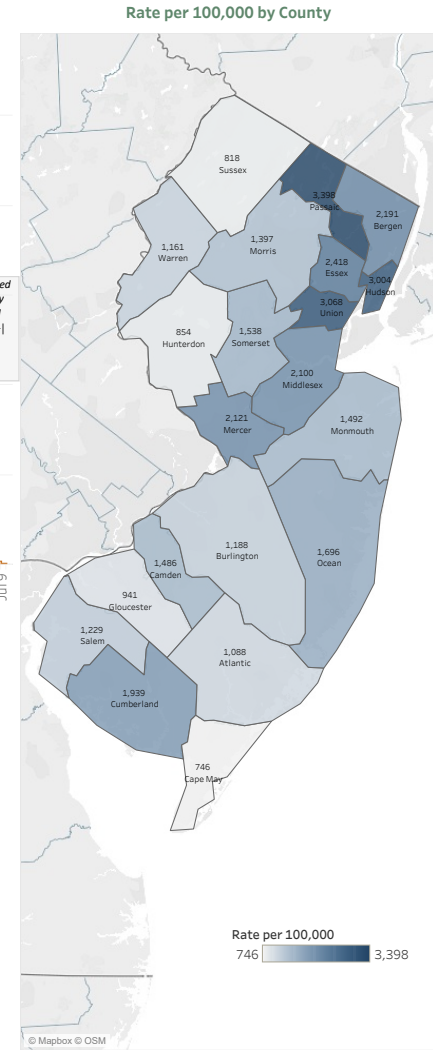 Rate per 100,000 by County
818
Sussex
3,398
Passaic
2,191
Bergen
1,161
Warren
1,397
Morris
2,418
Essex
3,004
Hudson
ed
y
3,068
Union
854
Hunterdon
1,538
Somerset
2,100
Middlesex
2,121
Mercer
1,492
Monmouth
1,188
Burlington
1,696
Ocean
1,486
Camden
941
Gloucester
July
1,229
Salem
1,088
Atlantic
1,939
Cumberland
746
Cape May
Rate per 100,000
746 3,398
© Mapbox © OSM